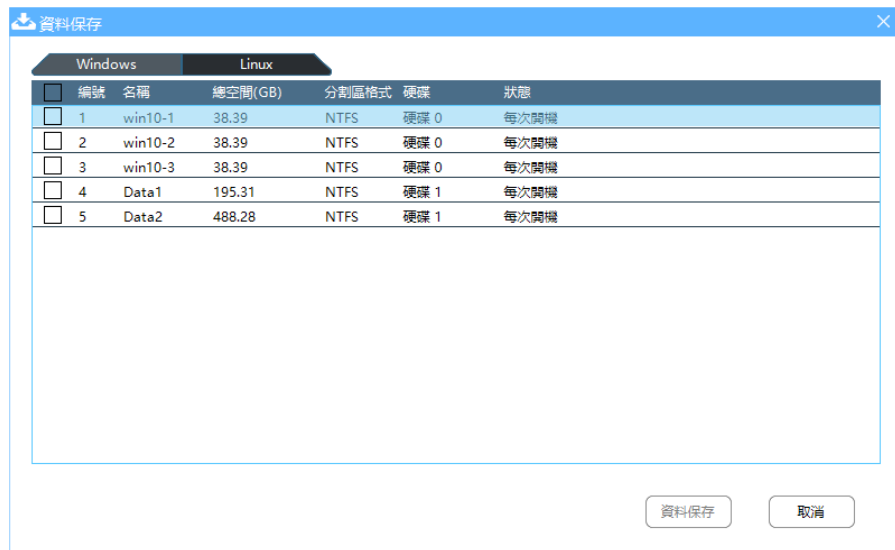 資料保存
Windows Linux
編號 名稱 總空間(GB) 分割區格式 硬碟 狀態
1 win10-1 38.39 NTFS 硬碟 0 每次開機
2 win10-2 38.39 NTFS 硬碟 0 每次開機
3 win10-3 38.39 NTFS 硬碟 0 每次開機
4 Data1 195.31 NTFS 硬碟 1 每次開機
5 Data2 488.28 NTFS 硬碟 1 每次開機
資料保存 取消